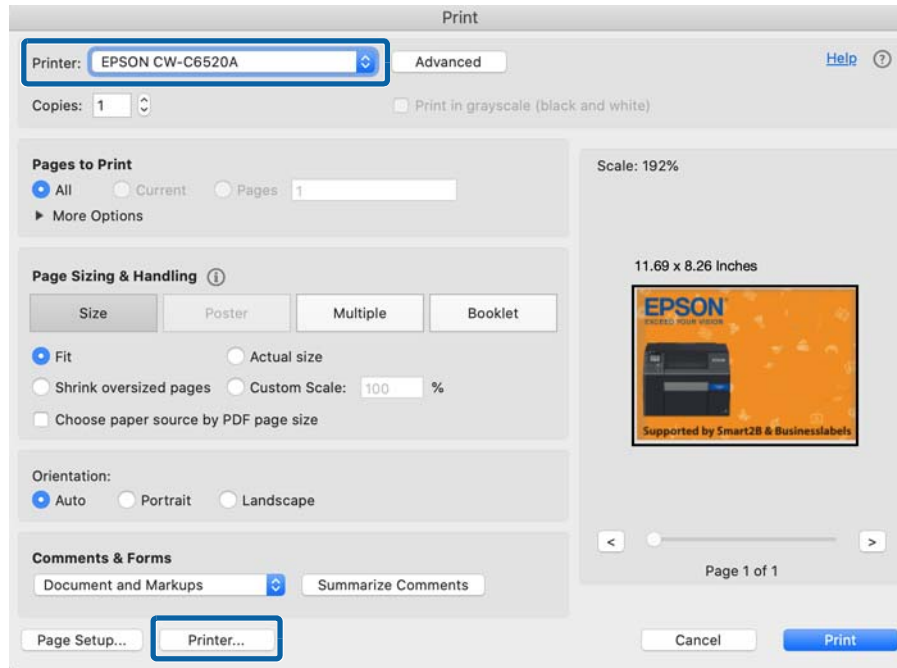 Print
Printer: EPSON CW-C6520A Advanced Help ?
Copies: 1 Print in grayscale (black and white)
Pages to Print
All Current Pages 1
More Options
Page Sizing & Handling i
Size Poster Multiple Booklet
Fit Actual size
Shrink oversized pages Custom Scale: 100 %
Choose paper source by PDF page size
Orientation:
Auto Portrait Landscape
Comments & Forms
Document and Markups Summarize Comments
Page Setup... Printer...
Scale: 192%
11.69 x 8.26 Inches
EPSON
EXCEED YOUR VISION
Supported by Smart2B & Businesslabels
< >
Page 1 of 1
Cancel Print